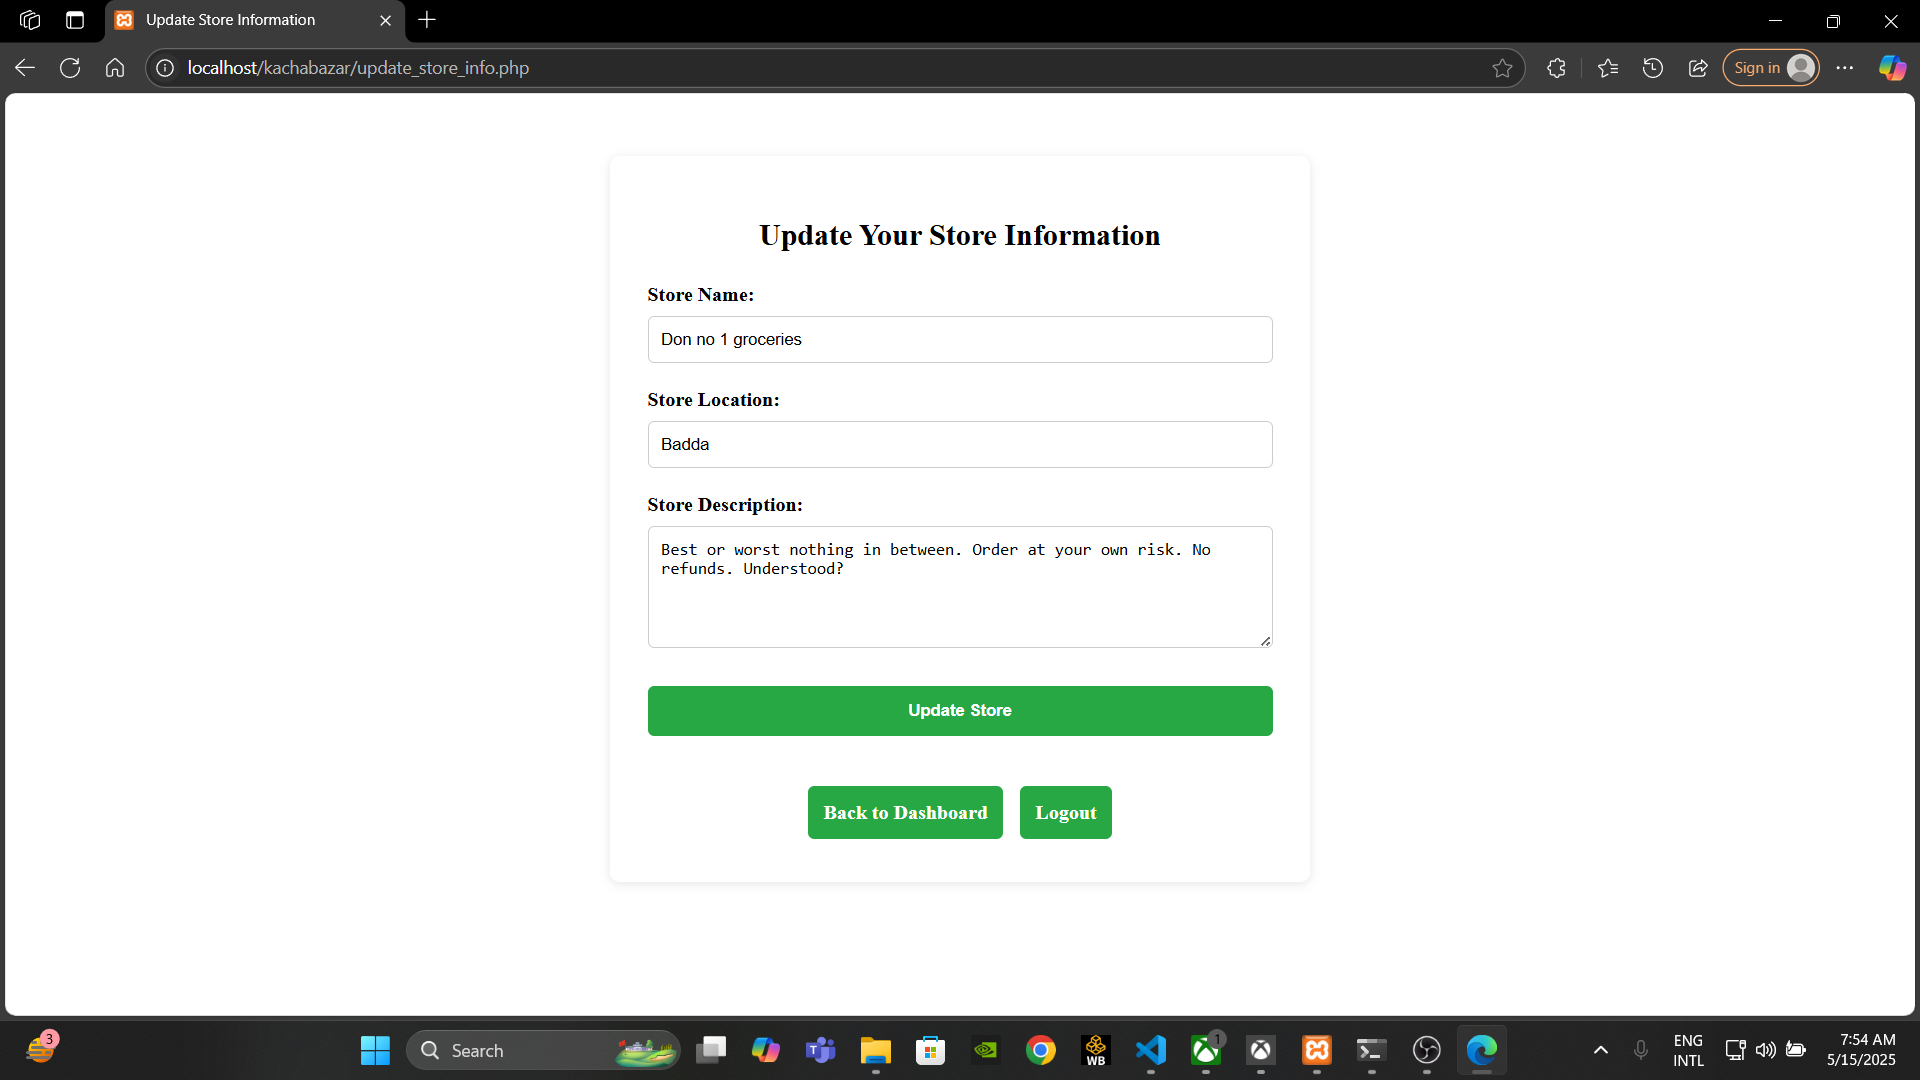 Update Store Information
localhost/kachabazar/update_store_info.php
Sign in
Update Your Store Information
Store Name:
Don no 1 groceries
Store Location:
Badda
Store Description:
Best or worst nothing in between. Order at your own risk. No
refunds. Understood?
Update Store
Back to Dashboard
Logout
3
Search
WB
1
ENG
INTL
7:54 AM
5/15/2025